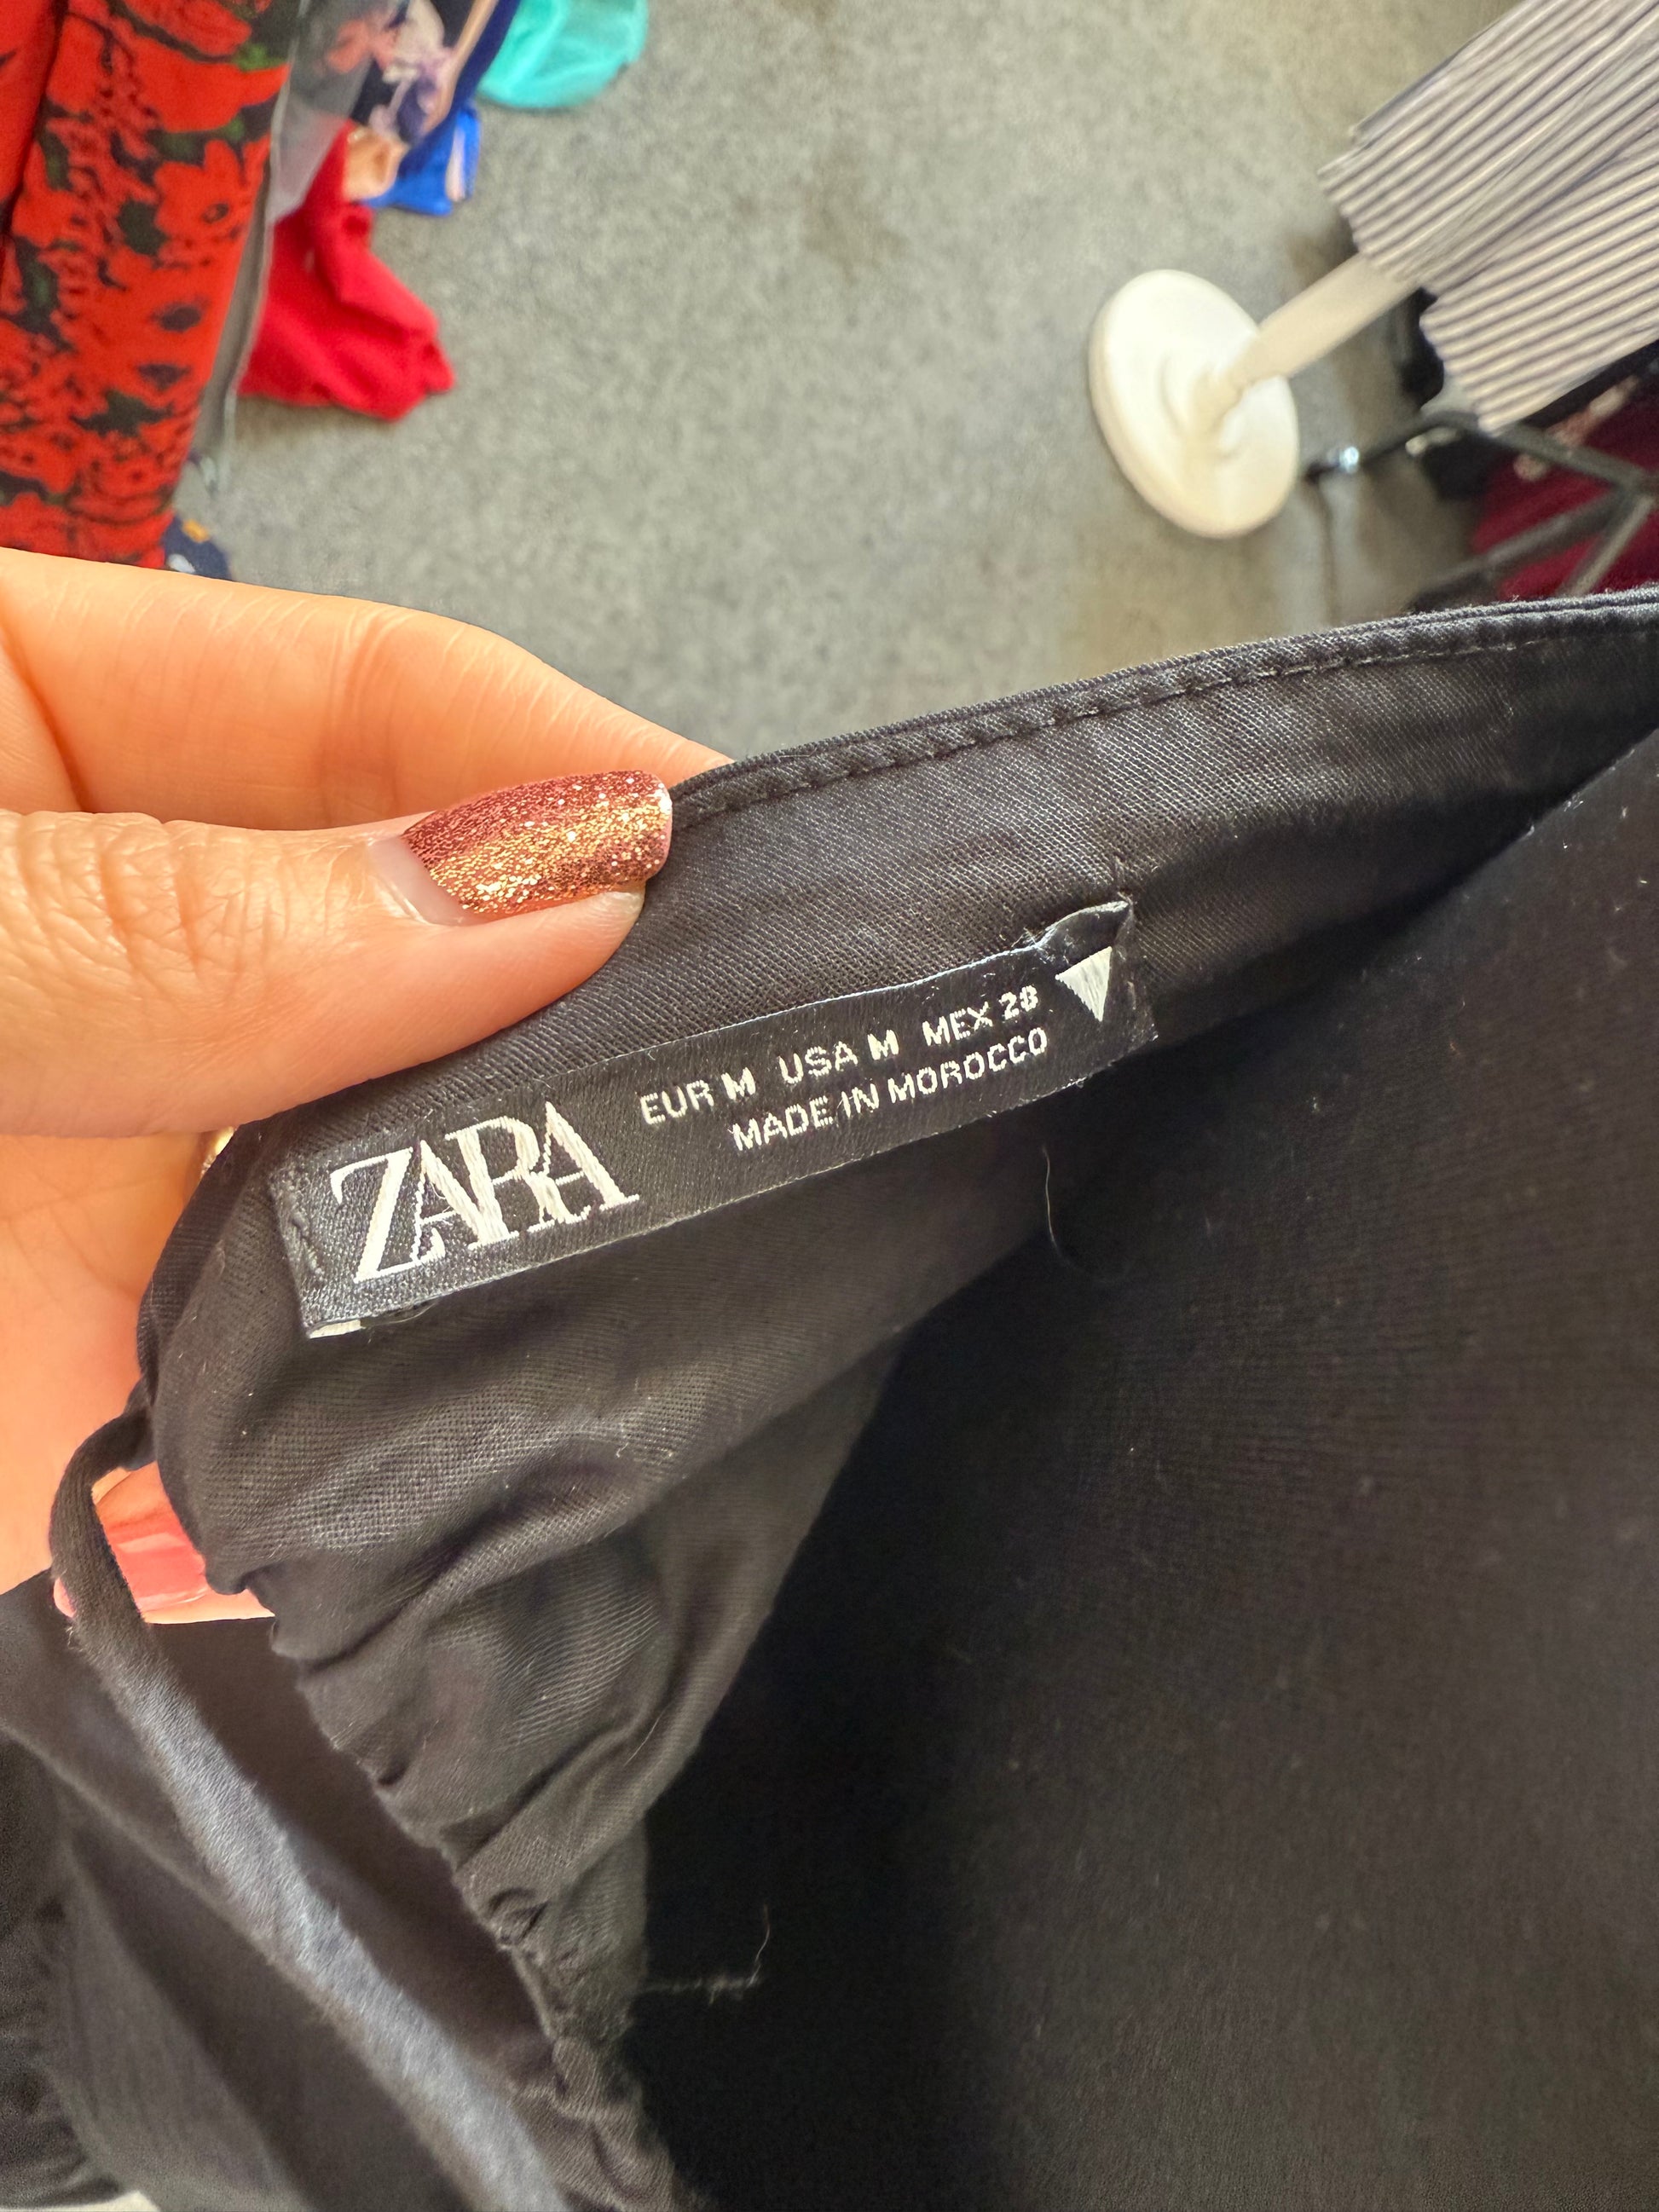 ZARA
EUR M USA M MEX 28
MADE IN MOROCCO